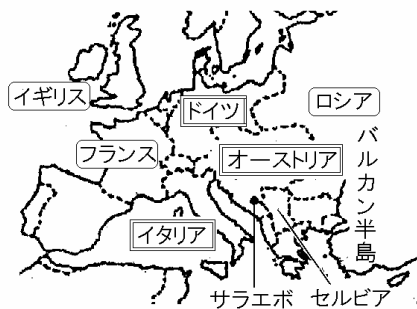 イギリス
ドイツ
ロシア
フランス
オーストリア
バルカン半島
イタリア
サラエボ
セルビア